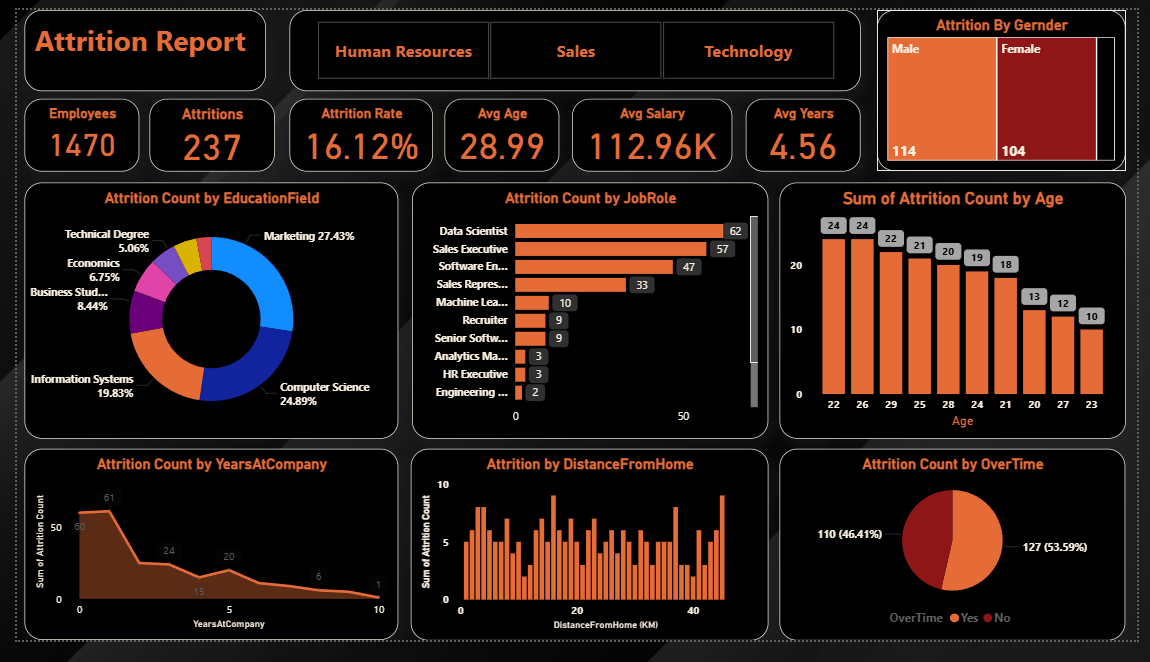 Attrition Report
Human Resources
Sales
Technology
Attrition By Gernder
Male
Female
114
104
Employees
1470
Attritions
237
Attrition Rate
16.12%
Avg Age
28.99
Avg Salary
112.96K
Avg Years
4.56
Attrition Count by EducationField
Technical Degree
5.06%
Economics
6.75%
Business Stud...
8.44%
Information Systems
19.83%
Marketing 27.43%
Computer Science
24.89%
Attrition Count by JobRole
Data Scientist 62
Sales Executive 57
Software En... 47
Sales Repres... 33
Machine Lea... 10
Recruiter 9
Senior Softw... 9
Analytics Ma... 3
HR Executive 3
Engineering ... 2
0 50
Sum of Attrition Count by Age
24 24 22 21 20 19 18 13 12 10
20
10
0
22 26 29 25 28 24 21 20 27 23
Age
Attrition Count by YearsAtCompany
Sum of Attrition Count
50
0
60
61
24
15
20
6
1
0 5 10
YearsAtCompany
Attrition by DistanceFromHome
Sum of Attrition Count
10
5
0
0 20 40
DistanceFromHome (KM)
Attrition Count by OverTime
110 (46.41%)
127 (53.59%)
OverTime Yes No